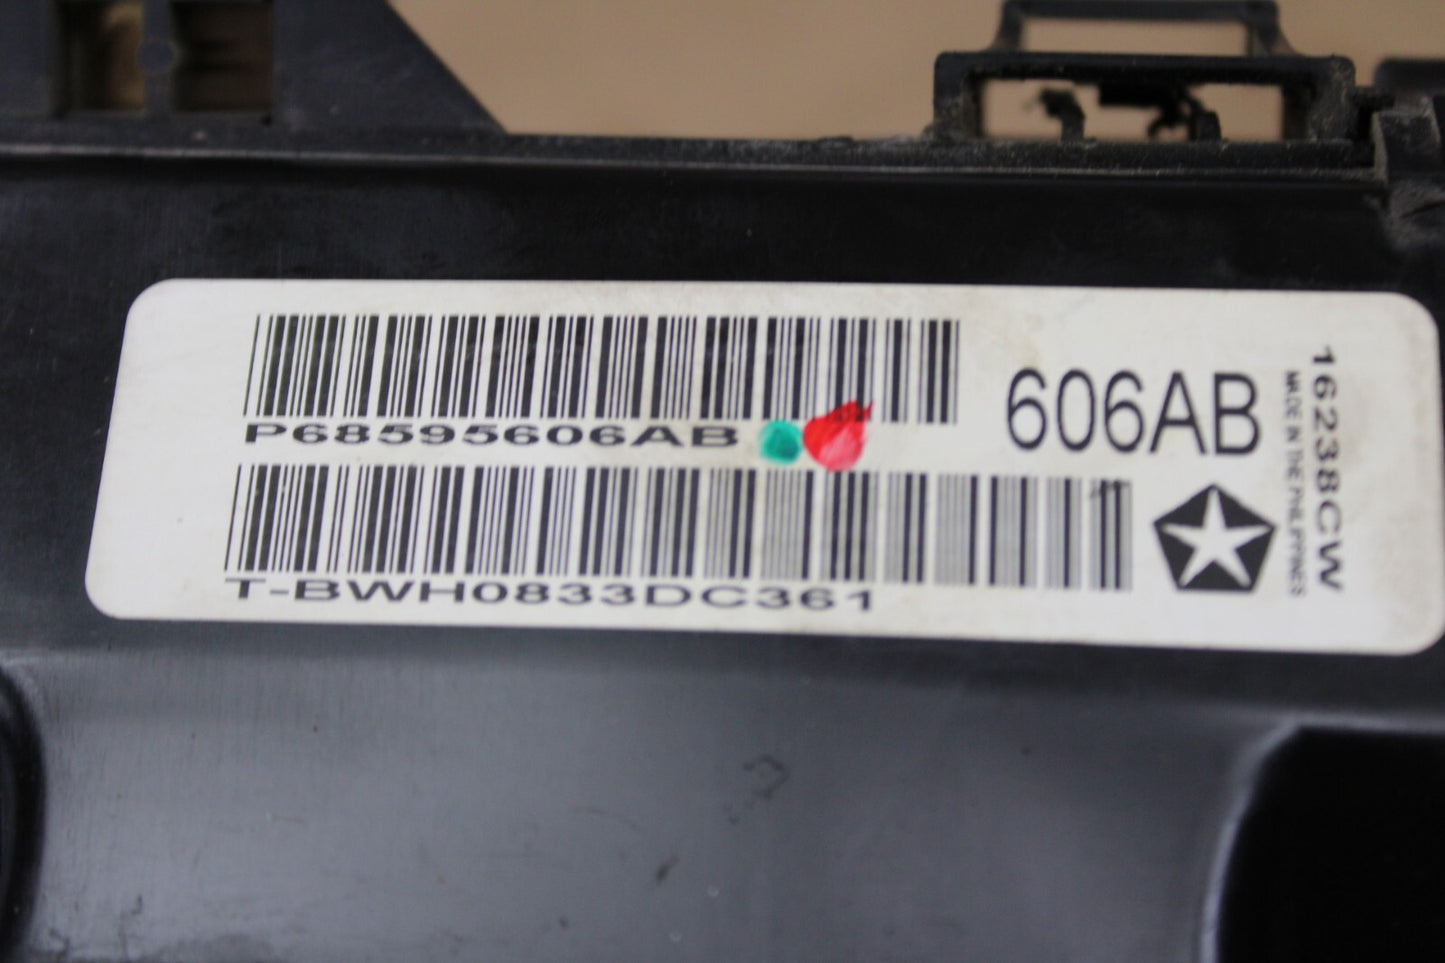 P68595606AB
606AB
T-BWH0833DC361
16238CW
MADE IN THE PHILIPPINES